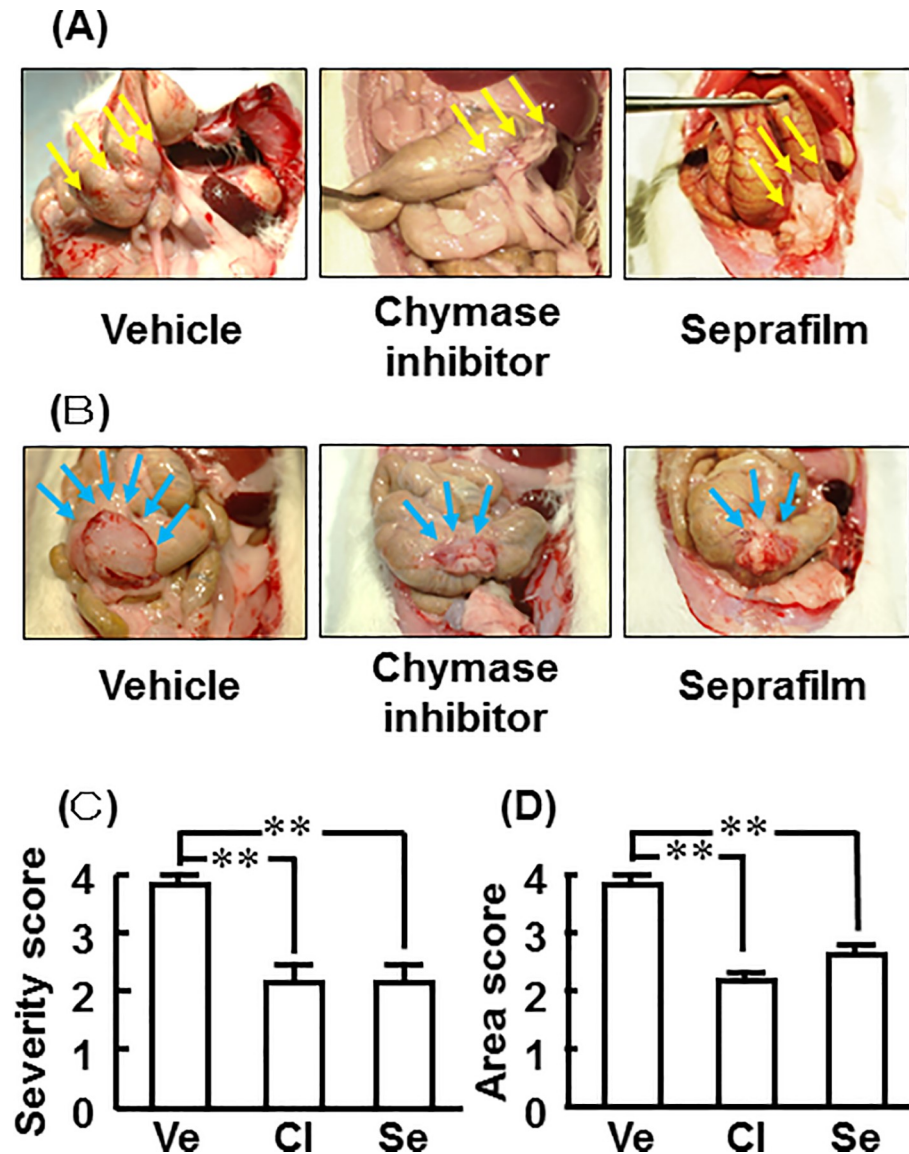 (A)
Vehicle
Chymase
inhibitor
Seprafilm
(B)
Vehicle
Chymase
inhibitor
Seprafilm
(C)
**
**
Severity score
4
3
2
1
0
Ve
CI
Se
(D)
**
**
Area score
4
3
2
1
0
Ve
CI
Se